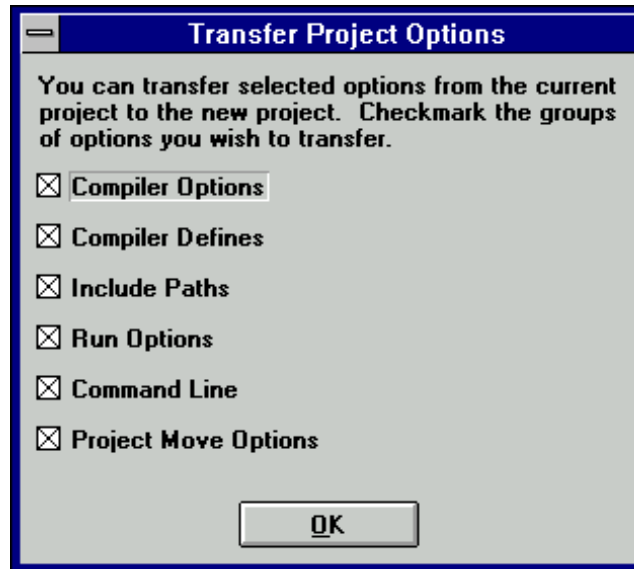 Transfer Project Options
You can transfer selected options from the current
project to the new project.  Checkmark the groups
of options you wish to transfer.
Compiler Options
Compiler Defines
Include Paths
Run Options
Command Line
Project Move Options
OK